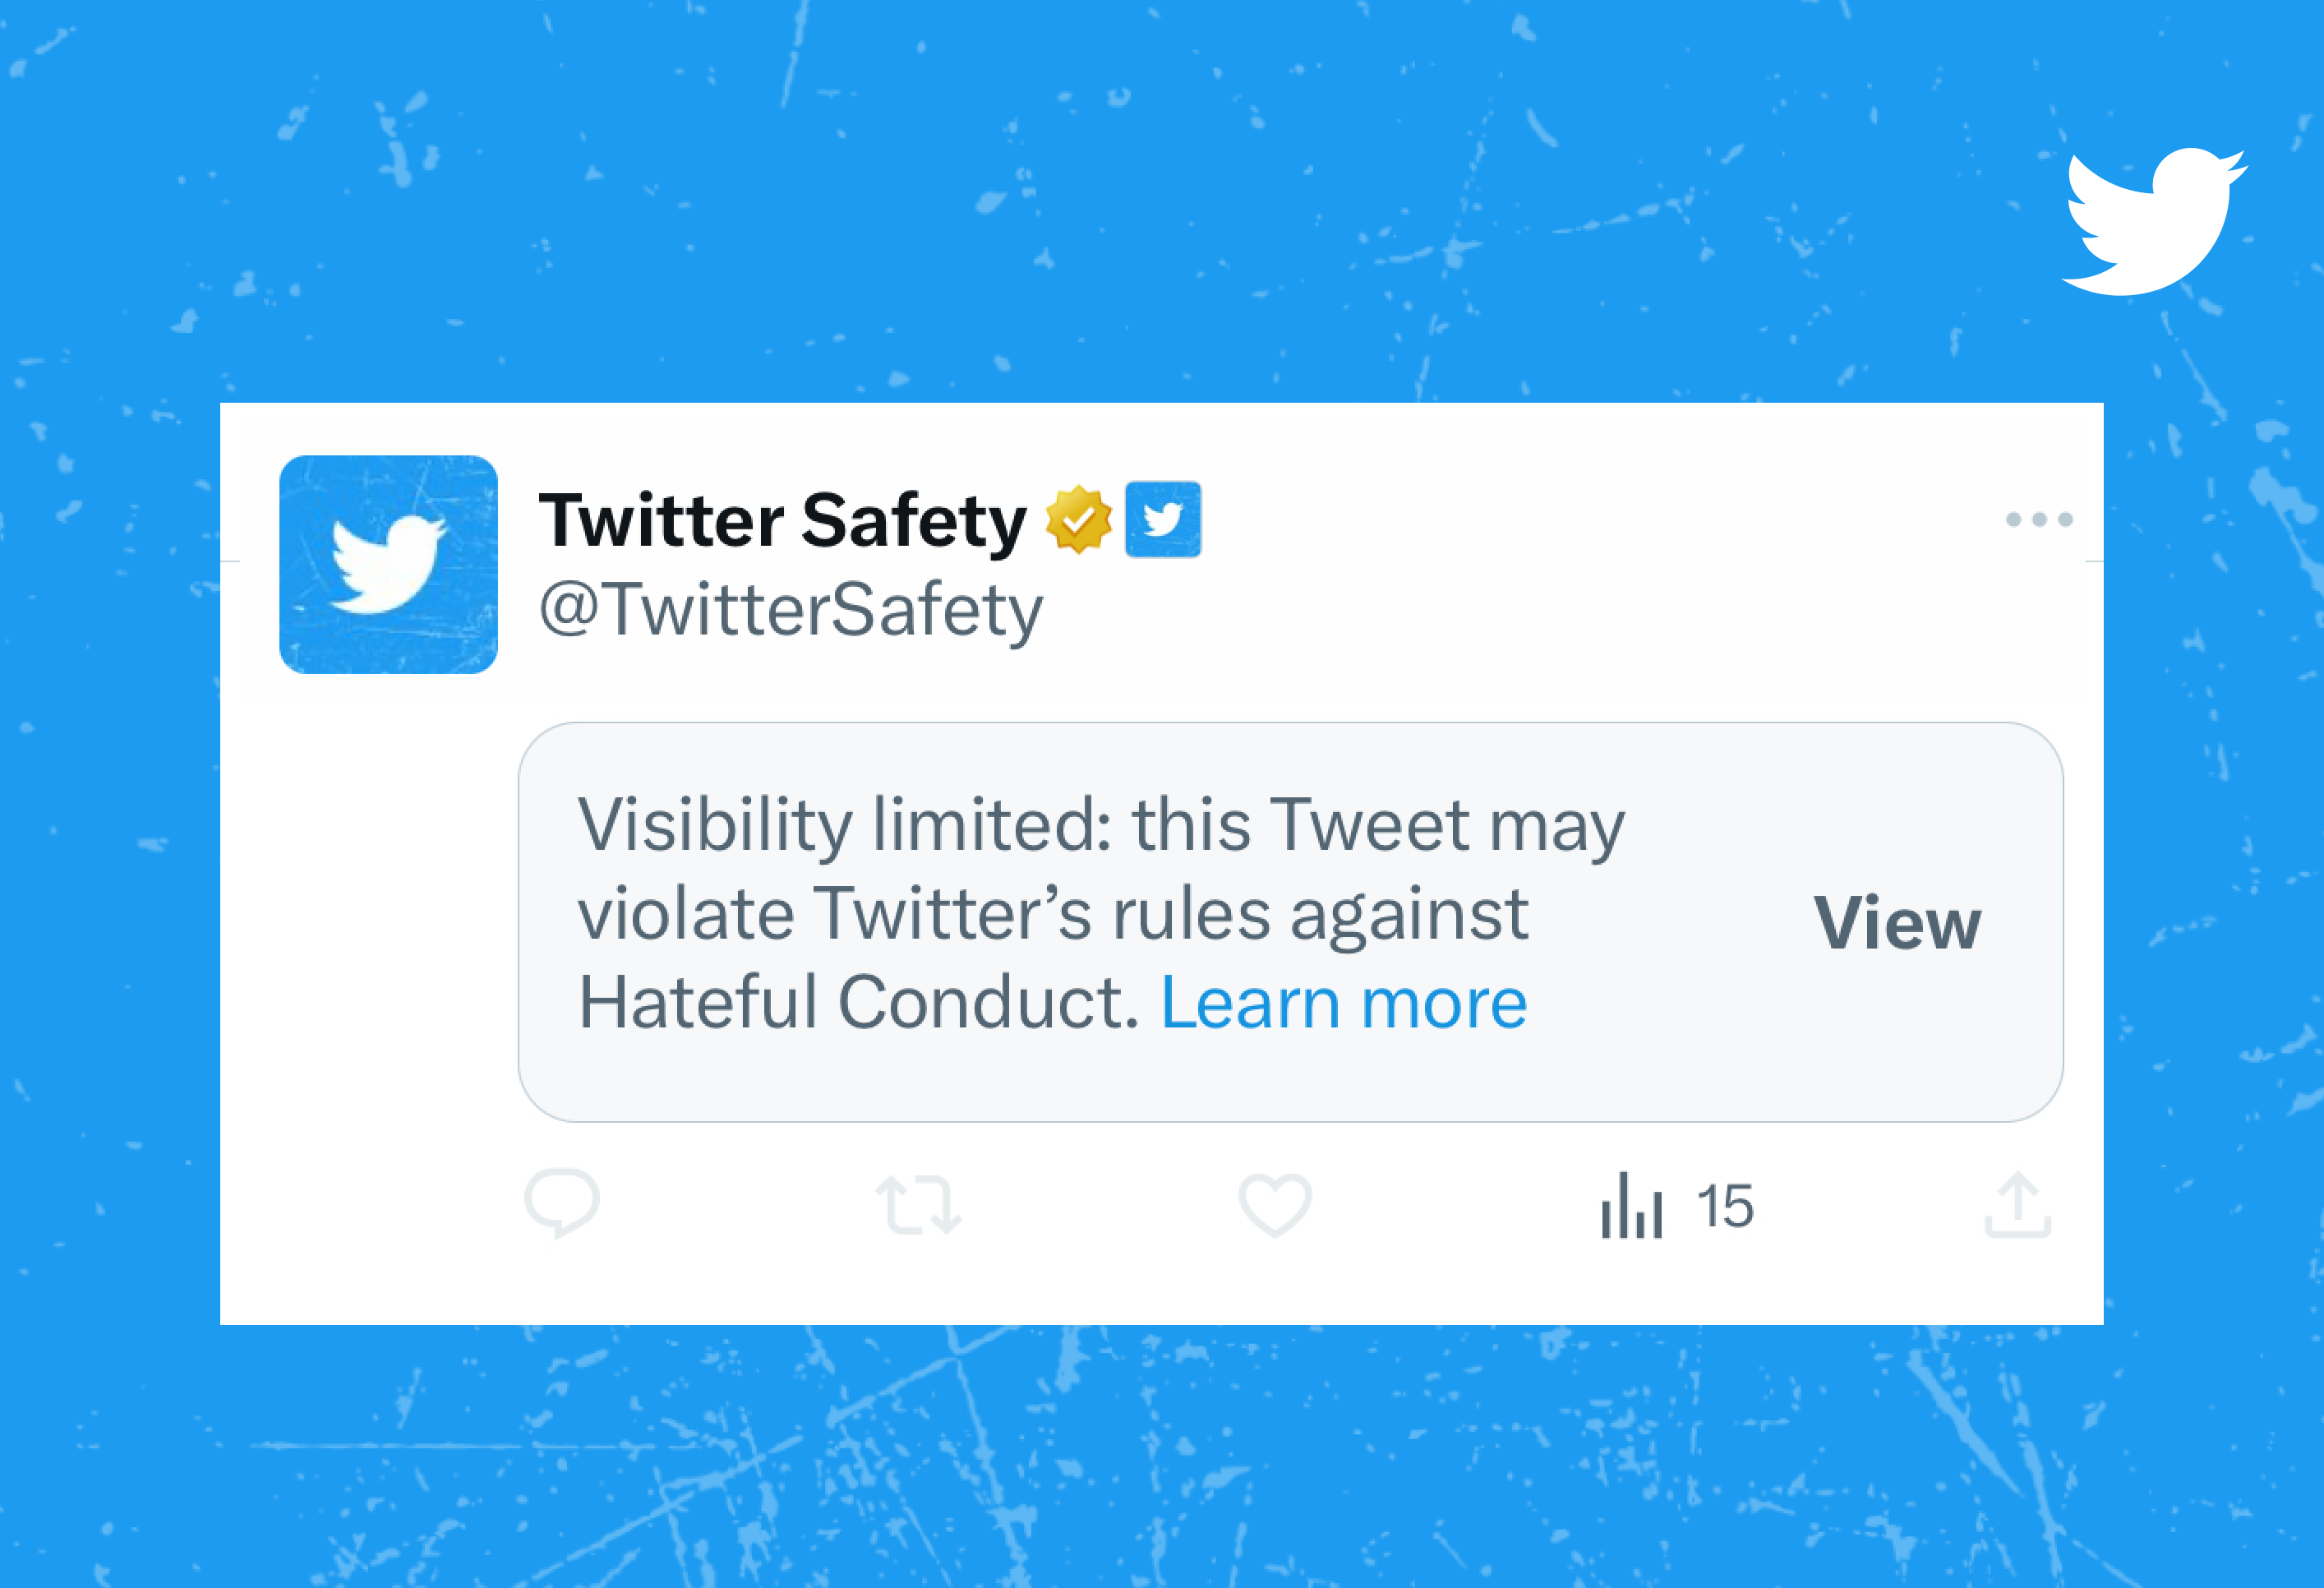 Twitter Safety
@TwitterSafety
Visibility limited: this Tweet may
violate Twitter’s rules against
Hateful Conduct. Learn more
View
15